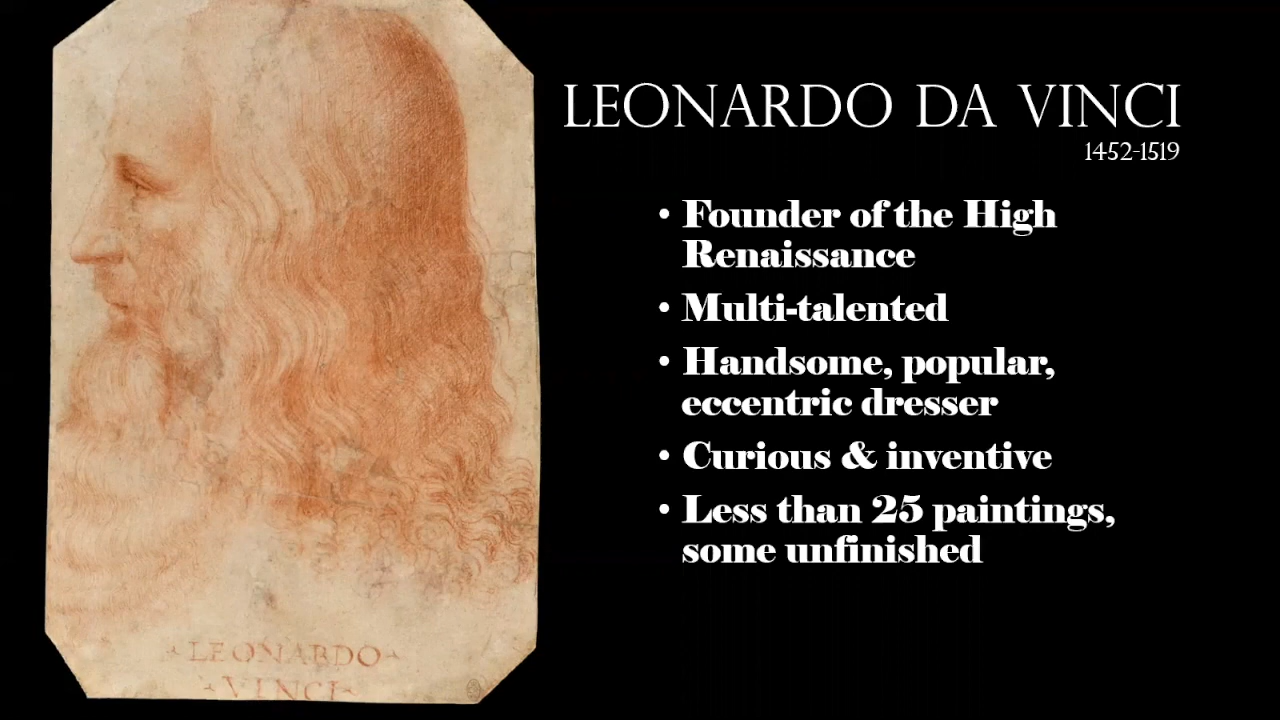 LEONARDO DA VINCI
1452-1519
• Founder of the High
Renaissance
• Multi-talented
• Handsome, popular,
eccentric dresser
• Curious & inventive
• Less than 25 paintings,
some unfinished
LEONARDO
VINCI